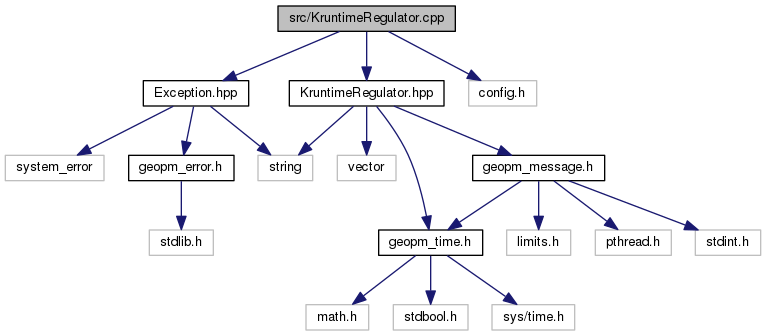 src/KruntimeRegulator.cpp
Exception.hpp
KruntimeRegulator.hpp
config.h
system_error
geopm_error.h
string
vector
geopm_message.h
stdlib.h
geopm_time.h
limits.h
pthread.h
stdint.h
math.h
stdbool.h
sys/time.h